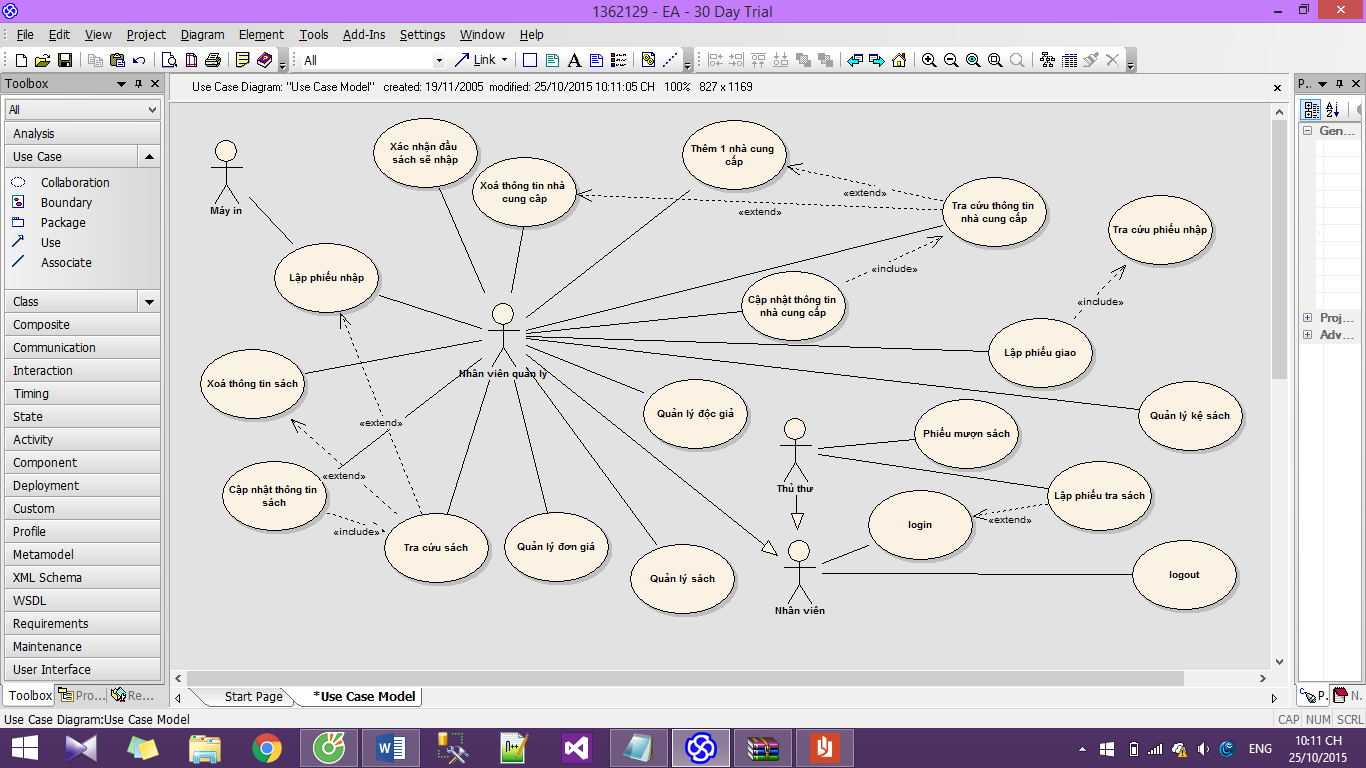 1362129 - EA - 30 Day Trial
File Edit View Project Diagram Element Tools Add-Ins Settings Window Help
All
Link
Toolbox
Use Case Diagram: "Use Case Model" created: 19/11/2005 modified: 25/10/2015 10:11:05 CH 100% 827 x 1169
P..
All
Analysis
Use Case
Collaboration
Boundary
Package
Use
Associate
Class
Composite
Communication
Interaction
Timing
State
Activity
Component
Deployment
Custom
Profile
Metamodel
XML Schema
WSDL
Requirements
Maintenance
User Interface
Gen...
Proj...
Adv...
Máy in
Xác nhận đầu
sách sẽ nhập
Xoá thông tin nhà
cung cấp
Thêm 1 nhà cung
cấp
«extend»
«extend»
Tra cứu thông tin
nhà cung cấp
Tra cứu phiếu nhập
Lập phiếu nhập
«include»
Cập nhật thông tin
nhà cung cấp
«include»
Lập phiếu giao
Nhân viên quản lý
Xoá thông tin sách
Quản lý độc giả
Quản lý kệ sách
«extend»
Phiếu mượn sách
«extend»
Thủ thư
Cập nhật thông tin
sách
Lập phiếu tra sách
«include»
Tra cứu sách
Quản lý đơn giá
login
«extend»
Quản lý sách
Nhân viên
logout
Toolbox Pro... Re...
Start Page
*Use Case Model
P. N.
Use Case Diagram:Use Case Model
CAP NUM SCRL
ENG
10:11 CH
25/10/2015